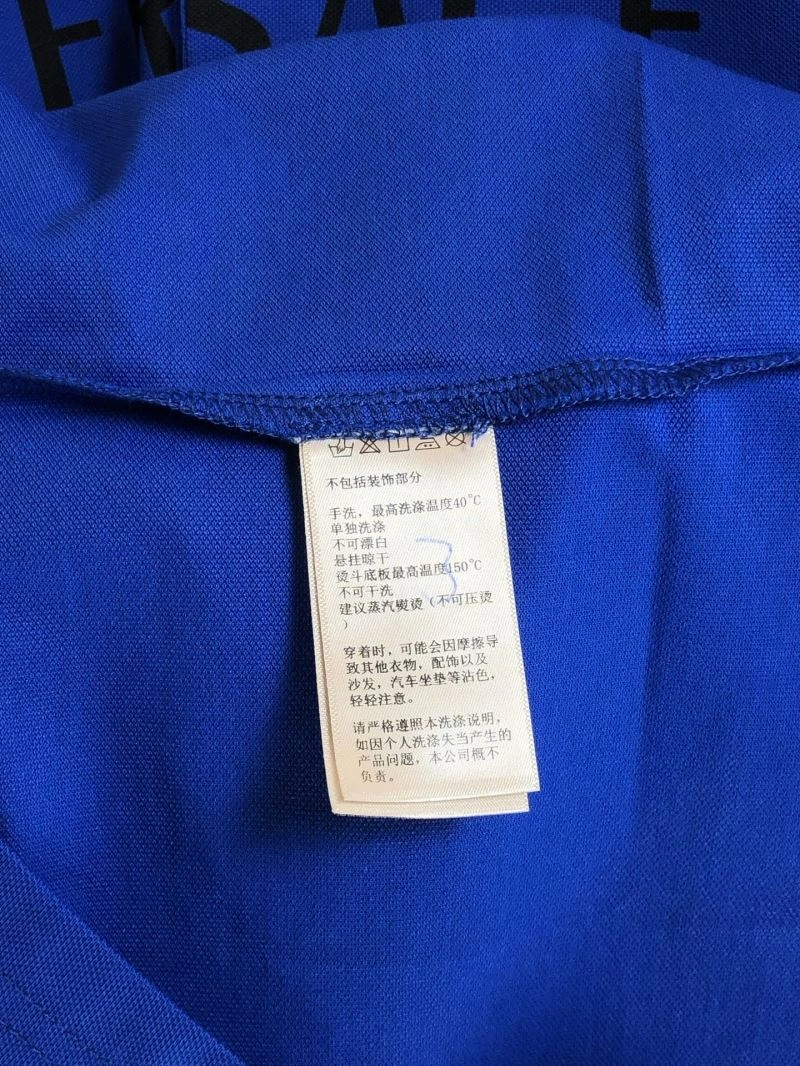 ERSACE
不包括装饰部分
手洗，最高洗涤温度40℃
单独洗涤
不可漂白
悬挂晾干
熨斗底板最高温度150℃
不可干洗
建议蒸汽熨烫（不可压烫
）
3
穿着时，可能会因摩擦导
致其他衣物，配饰以及
沙发，汽车坐垫等沾色，
轻轻注意。
请严格遵照本洗涤说明，
如因个人洗涤失当产生的
产品问题，本公司概不
负责。